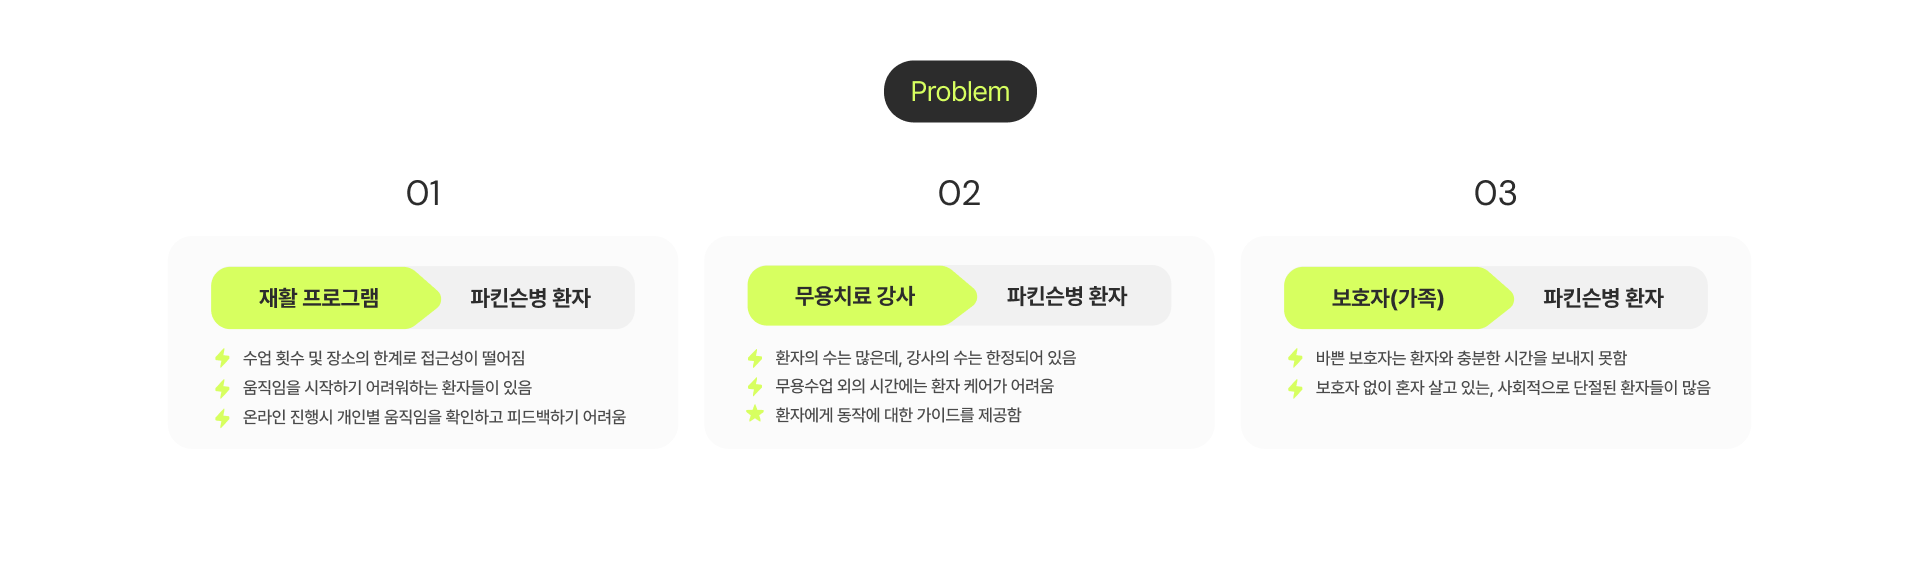 Problem
01
재활 프로그램 파킨슨병 환자
수업 횟수 및 장소의 한계로 접근성이 떨어짐
움직임을 시작하기 어려워하는 환자들이 있음
온라인 진행시 개인별 움직임을 확인하고 피드백하기 어려움
02
무용치료 강사 파킨슨병 환자
환자의 수는 많은데, 강사의 수는 한정되어 있음
무용수업 외의 시간에는 환자 케어가 어려움
환자에게 동작에 대한 가이드를 제공함
03
보호자(가족) 파킨슨병 환자
바쁜 보호자는 환자와 충분한 시간을 보내지 못함
보호자 없이 혼자 살고 있는, 사회적으로 단절된 환자들이 많음